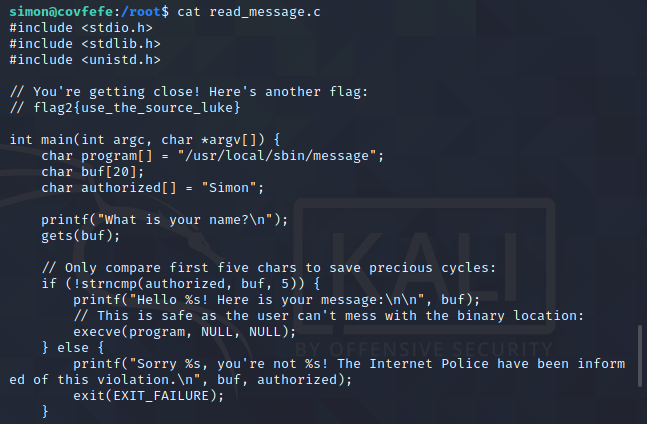 simon@covfefe:/root$ cat read_message.c
#include <stdio.h>
#include <stdlib.h>
#include <unistd.h>

// You're getting close! Here's another flag:
// flag2{use_the_source_luke}

int main(int argc, char *argv[]) {
    char program[] = "/usr/local/sbin/message";
    char buf[20];
    char authorized[] = "Simon";

    printf("What is your name?\n");
    gets(buf);

    // Only compare first five chars to save precious cycles:
    if (!strncmp(authorized, buf, 5)) {
        printf("Hello %s! Here is your message:\n\n", buf);
        // This is safe as the user can't mess with the binary location:
        execve(program, NULL, NULL);
    } else {
        printf("Sorry %s, you're not %s! The Internet Police have been inform
ed of this violation.\n", buf, authorized);
        exit(EXIT_FAILURE);
    }
KALI
BY OFFENSIVE SECURITY